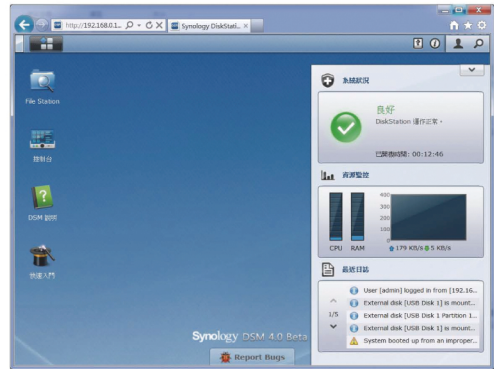 http://192.168.0.1...
Synology DiskStati...
File Station
控制台
DSM 說明
快速入門
系統狀況
良好
DiskStation 運作正常。
已開機時間: 00:12:46
資源監控
400
300
200
100
0
CPU RAM 179 KB/s 5 KB/s
最近日誌
User [admin] logged in from [192.16...
External disk [USB Disk 1] is mount...
1/5
External disk [USB Disk 1 Partition 1...
External disk [USB Disk 1] is mount...
System booted up from an improper...
Synology DSM 4.0 Beta
Report Bugs